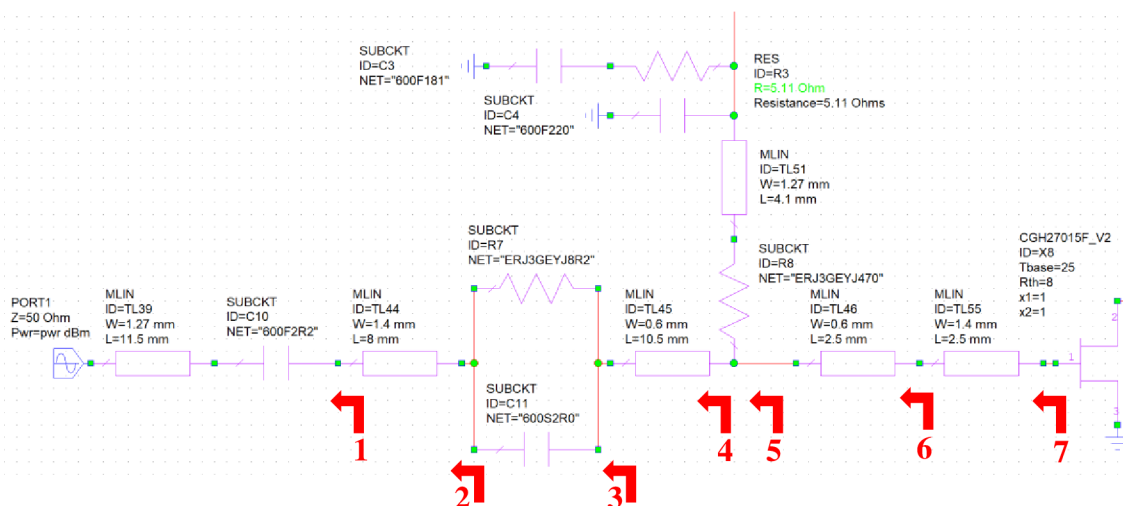 SUBCKT
ID=C3
NET="600F181"
RES
ID=R3
R=5.11 Ohm
Resistance=5.11 Ohms
SUBCKT
ID=C4
NET="600F220"
MLIN
ID=TL51
W=1.27 mm
L=4.1 mm
SUBCKT
ID=R7
NET="ERJ3GEYJ8R2"
SUBCKT
ID=R8
NET="ERJ3GEYJ470"
CGH27015F_V2
ID=X8
Tbase=25
Rth=8
x1=1
x2=1
PORT1
Z=50 Ohm
Pwr=pwr dBm
MLIN
ID=TL39
W=1.27 mm
L=11.5 mm
SUBCKT
ID=C10
NET="600F2R2"
MLIN
ID=TL44
W=1.4 mm
L=8 mm
MLIN
ID=TL45
W=0.6 mm
L=10.5 mm
MLIN
ID=TL46
W=0.6 mm
L=2.5 mm
MLIN
ID=TL55
W=1.4 mm
L=2.5 mm
2
1
3
SUBCKT
ID=C11
NET="600S2R0"
1
2
3
4
5
6
7